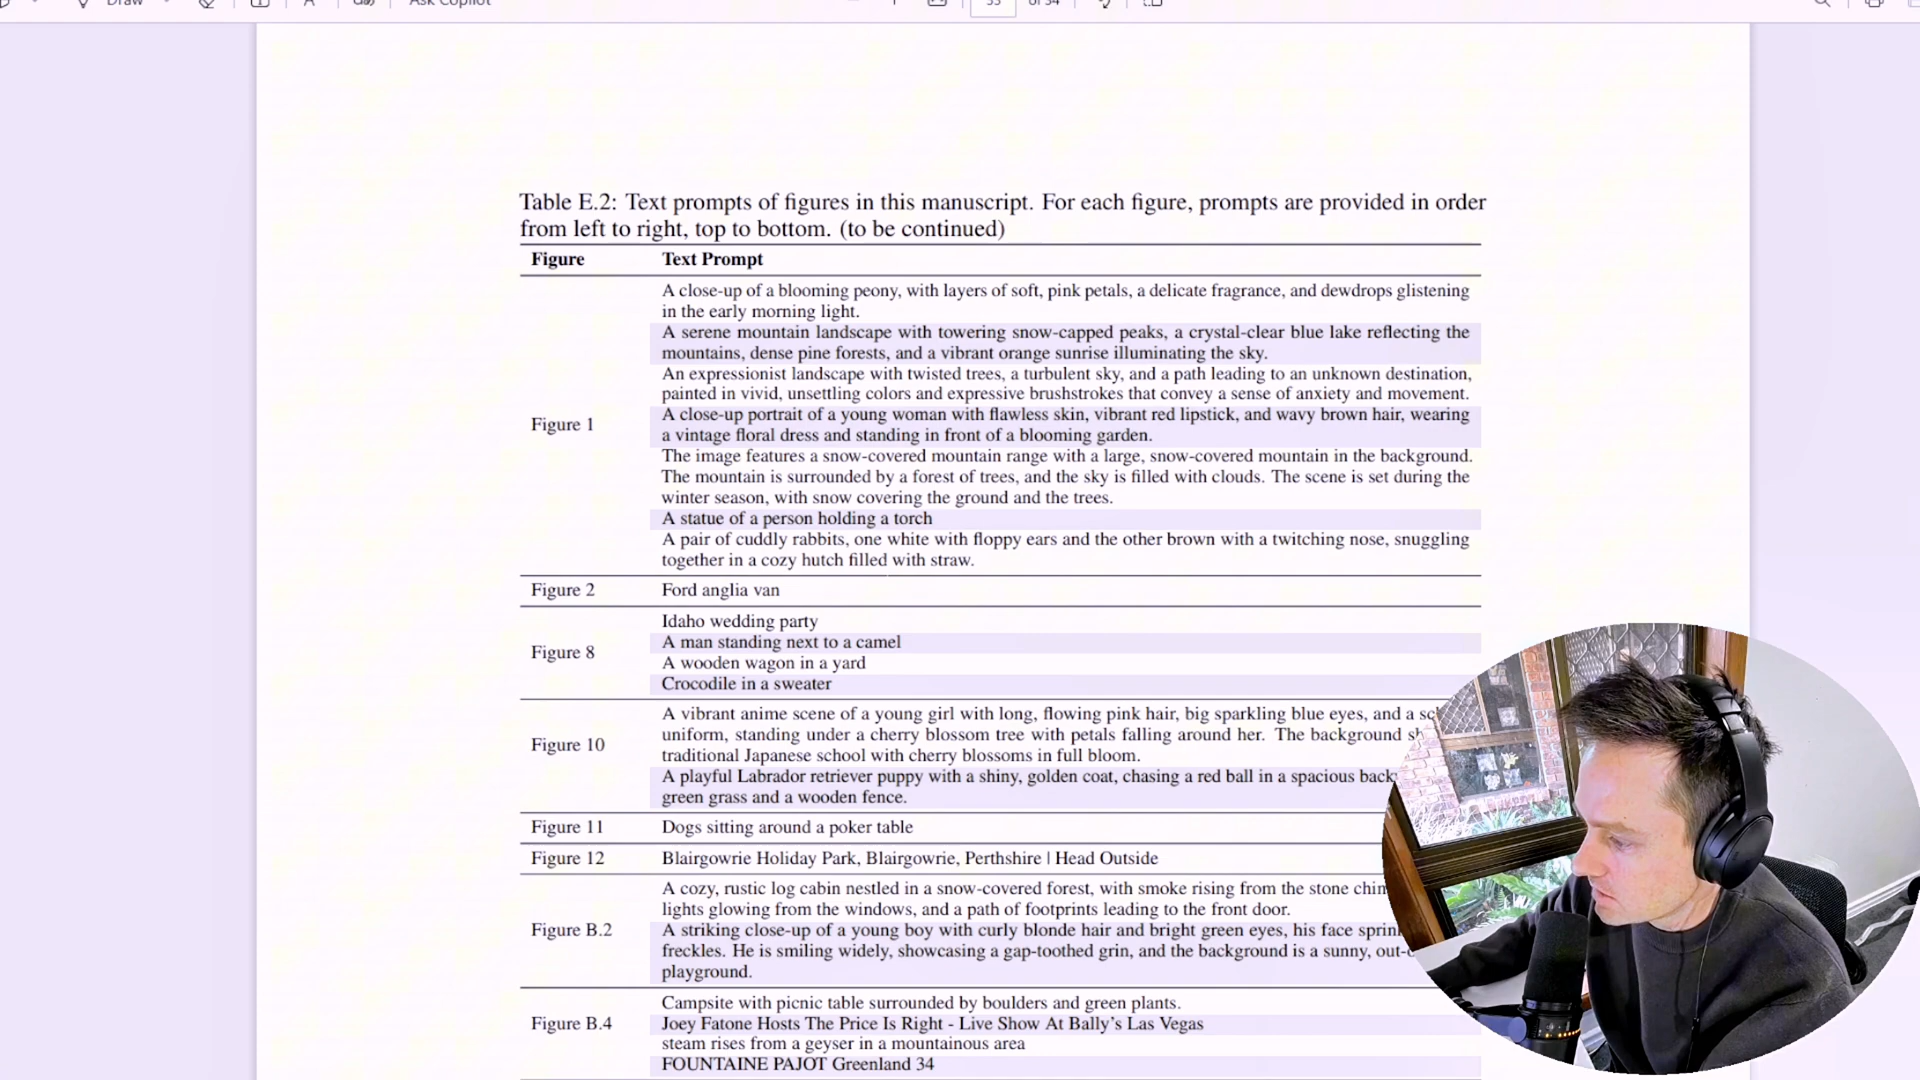 Draw
Ask Copilot
of 34
Table E.2: Text prompts of figures in this manuscript. For each figure, prompts are provided in order
from left to right, top to bottom. (to be continued)
Figure Text Prompt
A close-up of a blooming peony, with layers of soft, pink petals, a delicate fragrance, and dewdrops glistening
in the early morning light.
A serene mountain landscape with towering snow-capped peaks, a crystal-clear blue lake reflecting the
mountains, dense pine forests, and a vibrant orange sunrise illuminating the sky.
An expressionist landscape with twisted trees, a turbulent sky, and a path leading to an unknown destination,
painted in vivid, unsettling colors and expressive brushstrokes that convey a sense of anxiety and movement.
Figure 1
A close-up portrait of a young woman with flawless skin, vibrant red lipstick, and wavy brown hair, wearing
a vintage floral dress and standing in front of a blooming garden.
The image features a snow-covered mountain range with a large, snow-covered mountain in the background.
The mountain is surrounded by a forest of trees, and the sky is filled with clouds. The scene is set during the
winter season, with snow covering the ground and the trees.
A statue of a person holding a torch
A pair of cuddly rabbits, one white with floppy ears and the other brown with a twitching nose, snuggling
together in a cozy hutch filled with straw.
Figure 2 Ford anglia van
Idaho wedding party
A man standing next to a camel
Figure 8
A wooden wagon in a yard
Crocodile in a sweater
A vibrant anime scene of a young girl with long, flowing pink hair, big sparkling blue eyes, and a
uniform, standing under a cherry blossom tree with petals falling around her. The background
Figure 10
traditional Japanese school with cherry blossoms in full bloom.
A playful Labrador retriever puppy with a shiny, golden coat, chasing a red ball in a spacious
green grass and a wooden fence.
Figure 11 Dogs sitting around a poker table
Figure 12 Blairgowrie Holiday Park, Blairgowrie, Perthshire | Head Outside
A cozy, rustic log cabin nestled in a snow-covered forest, with smoke rising from the stone
lights glowing from the windows, and a path of footprints leading to the front door.
Figure B.2
A striking close-up of a young boy with curly blonde hair and bright green eyes, his face
freckles. He is smiling widely, showcasing a gap-toothed grin, and the background is a sunny,
playground.
Campsite with picnic table surrounded by boulders and green plants.
Figure B.4
Joey Fatone Hosts The Price Is Right - Live Show At Bally's Las Vegas
steam rises from a geyser in a mountainous area
FOUNTAINE PAJOT Greenland 34